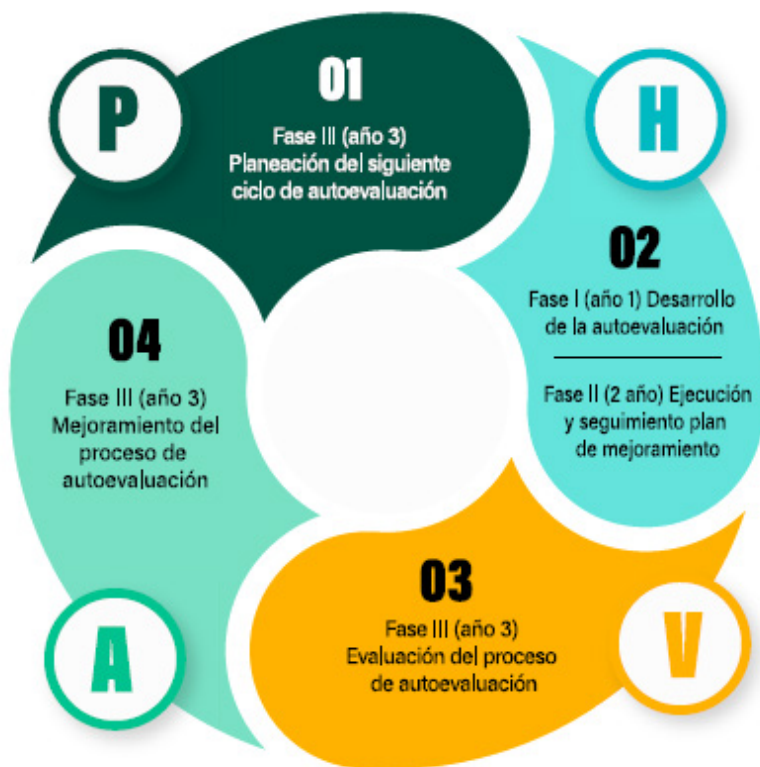 P
01
Fase III (año 3)
Planeación del siguiente
ciclo de autoevaluación
H
02
Fase I (año 1) Desarrollo
de la autoevaluación
Fase II (2 año) Ejecución
y seguimiento plan
de mejoramiento
03
Fase III (año 3)
Evaluación del proceso
de autoevaluación
V
04
Fase III (año 3)
Mejoramiento del
proceso de
autoevaluación
A